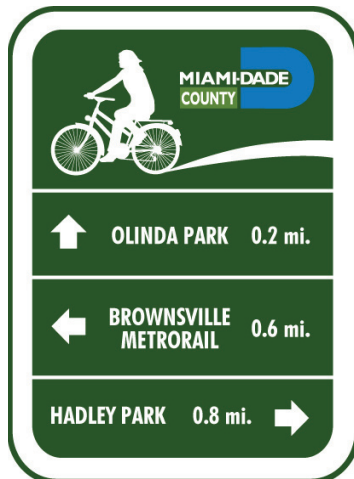 MIAMI-DADE
COUNTY
OLINDA PARK 0.2 mi.
BROWNSVILLE
METRORAIL 0.6 mi.
HADLEY PARK 0.8 mi.